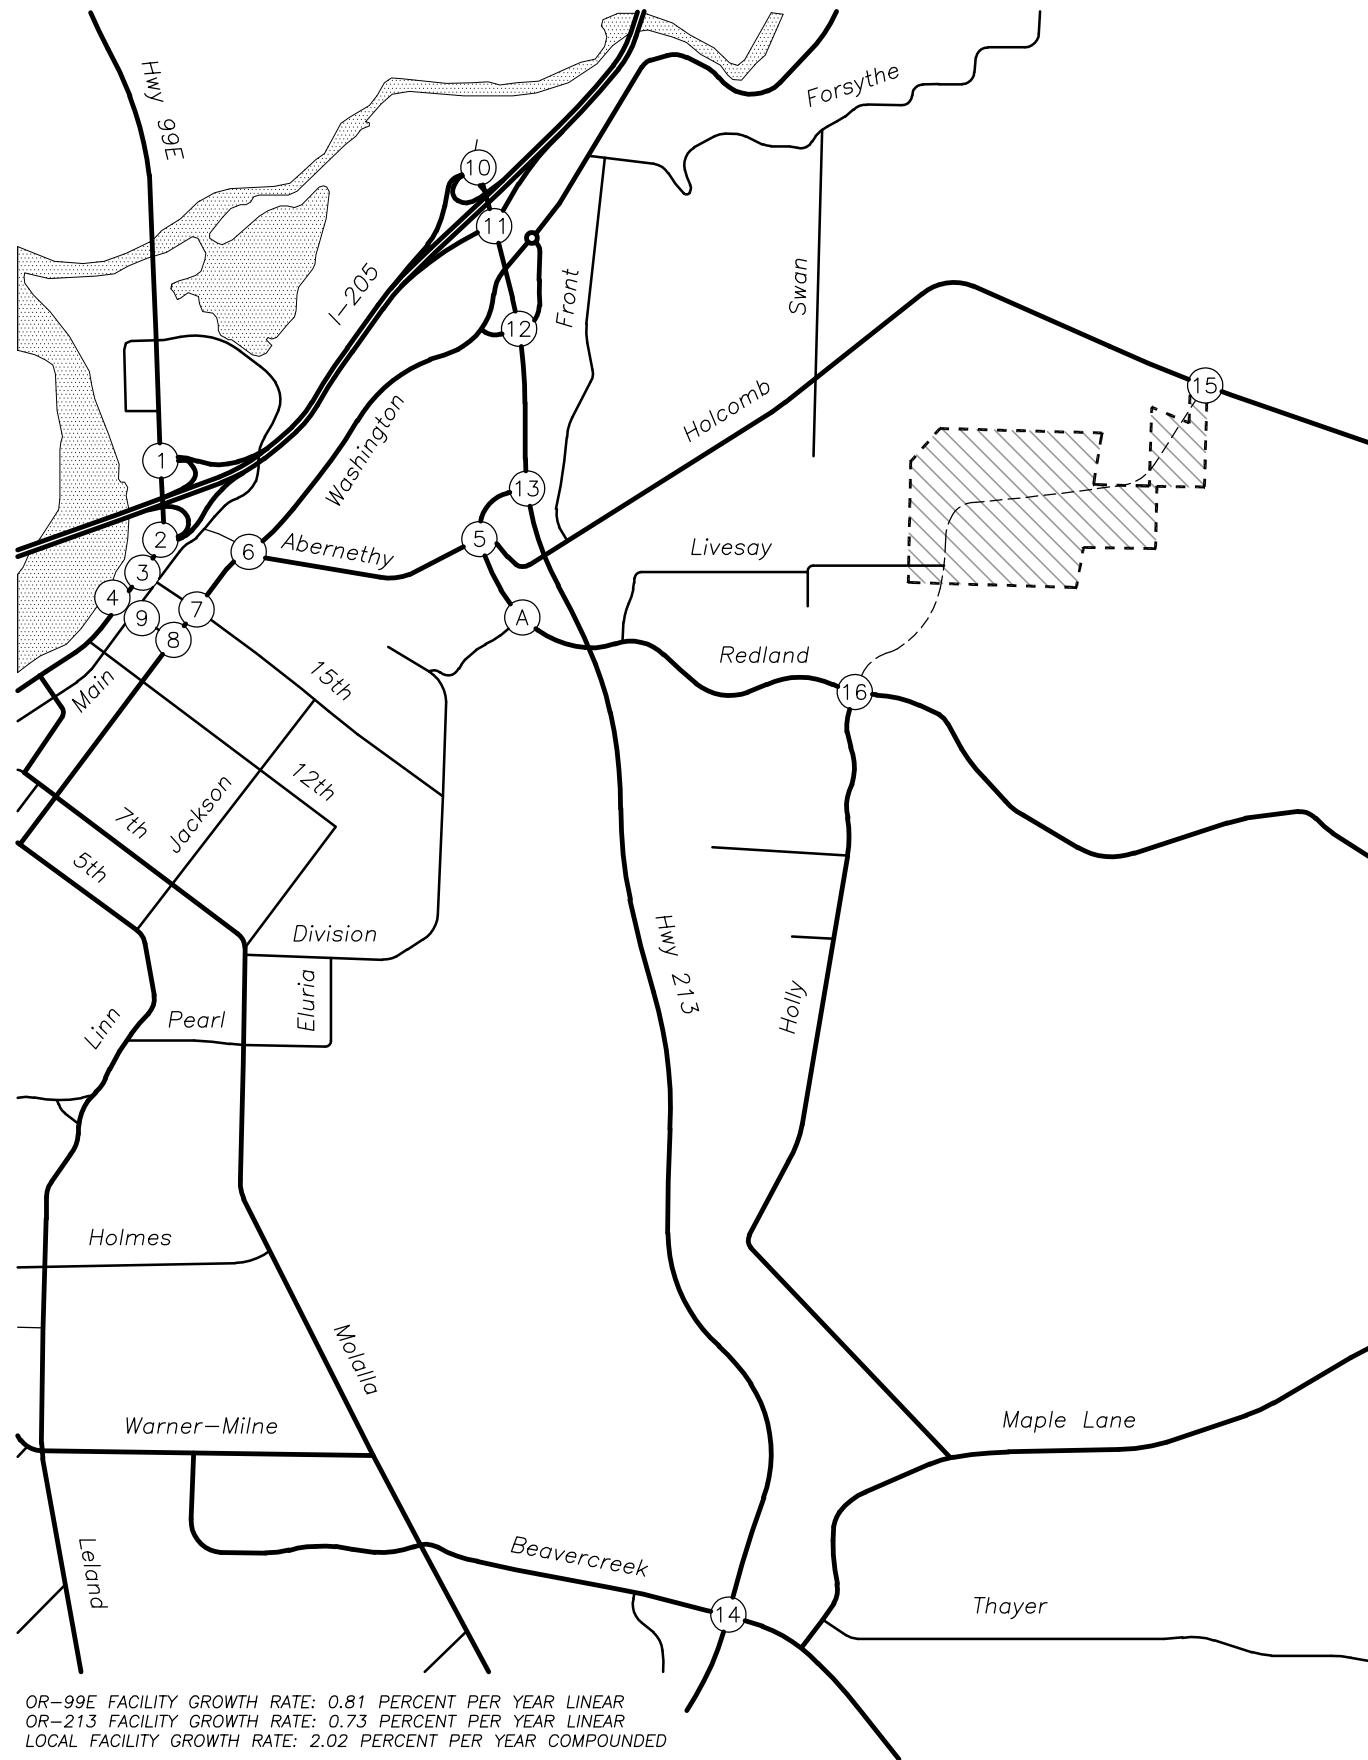 Hwy 99E
Forsythe
10
11
I-205
Front
Swan
12
15
Holcomb
Washington
1
13
2
5
6
Abernethy
Livesay
3
4
9
7
8
A
Redland
15th
16
Main
12th
Jackson
7th
5th
Division
Hwy 213
Eluria
Holly
Linn
Pearl
Holmes
Molalla
Warner-Milne
Maple Lane
Leland
Beavercreek
Thayer
14
OR-99E FACILITY GROWTH RATE: 0.81 PERCENT PER YEAR LINEAR
OR-213 FACILITY GROWTH RATE: 0.73 PERCENT PER YEAR LINEAR
LOCAL FACILITY GROWTH RATE: 2.02 PERCENT PER YEAR COMPOUNDED